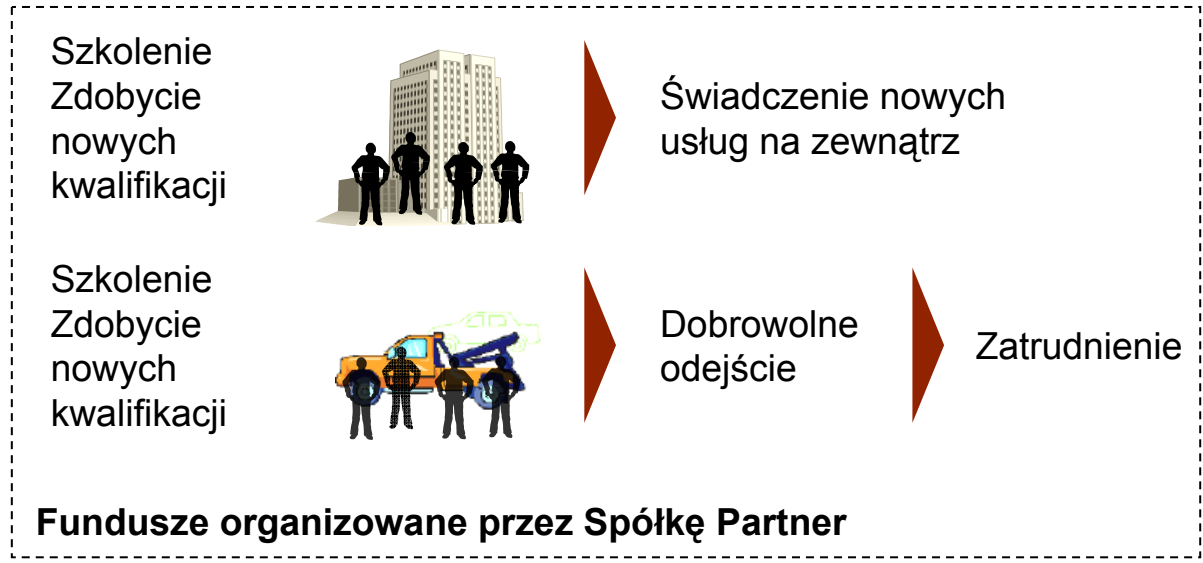 Szkolenie
Zdobycie
nowych
kwalifikacji
Świadczenie nowych
usług na zewnątrz
Szkolenie
Zdobycie
nowych
kwalifikacji
Dobrowolne
odejście
Zatrudnienie
Fundusze organizowane przez Spółkę Partner